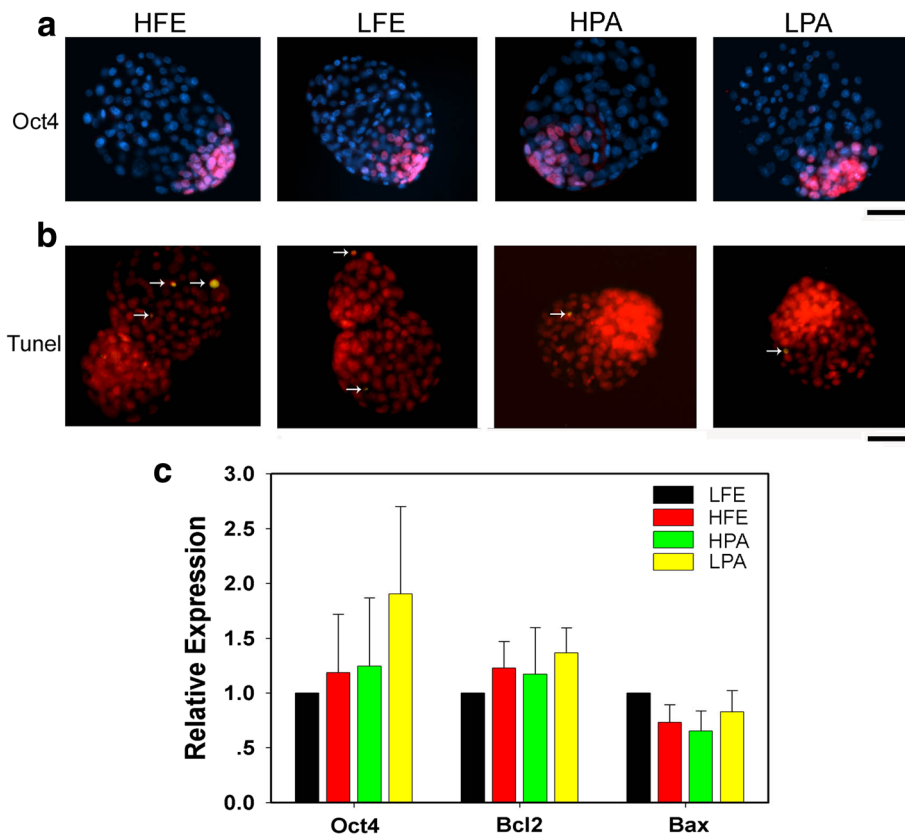 a
HFE
LFE
HPA
LPA
Oct4
b
Tunel
c
Relative Expression
3.0
2.5
2.0
1.5
1.0
.5
0.0
LFE
HFE
HPA
LPA
Oct4
Bcl2
Bax